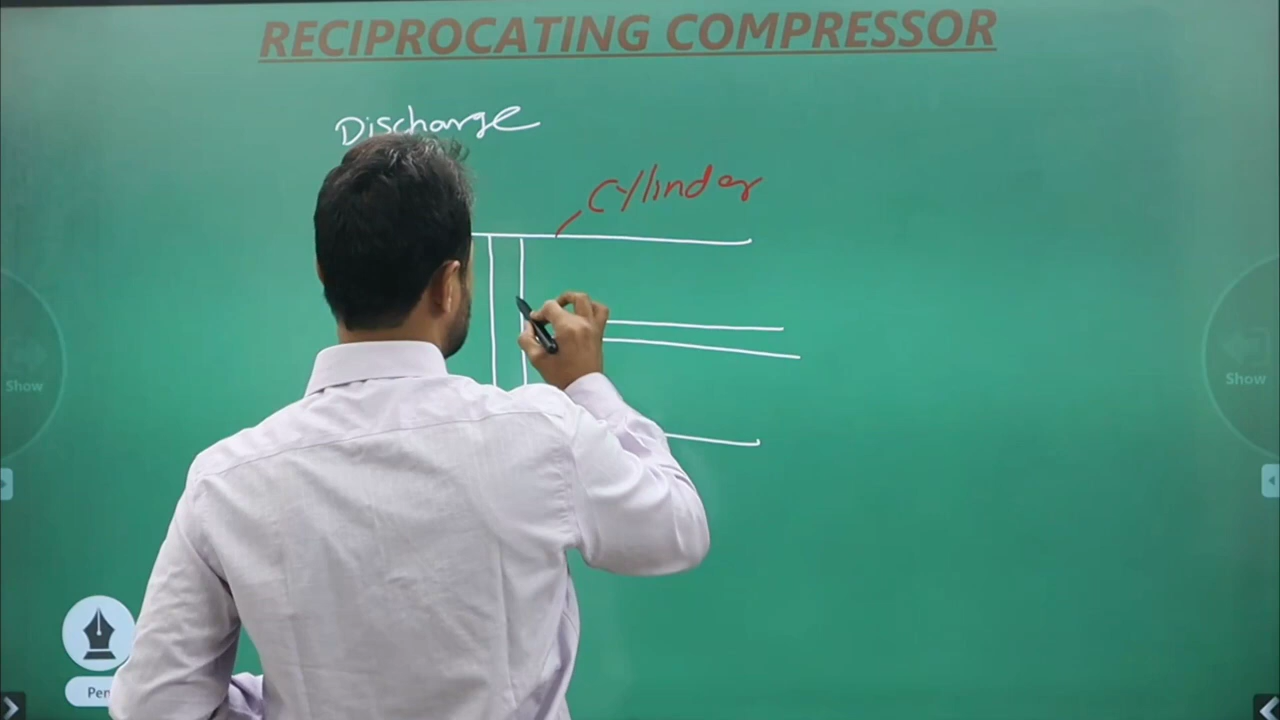 RECIPROCATING COMPRESSOR
Discharge
Cylinder
Show
Show
Pen